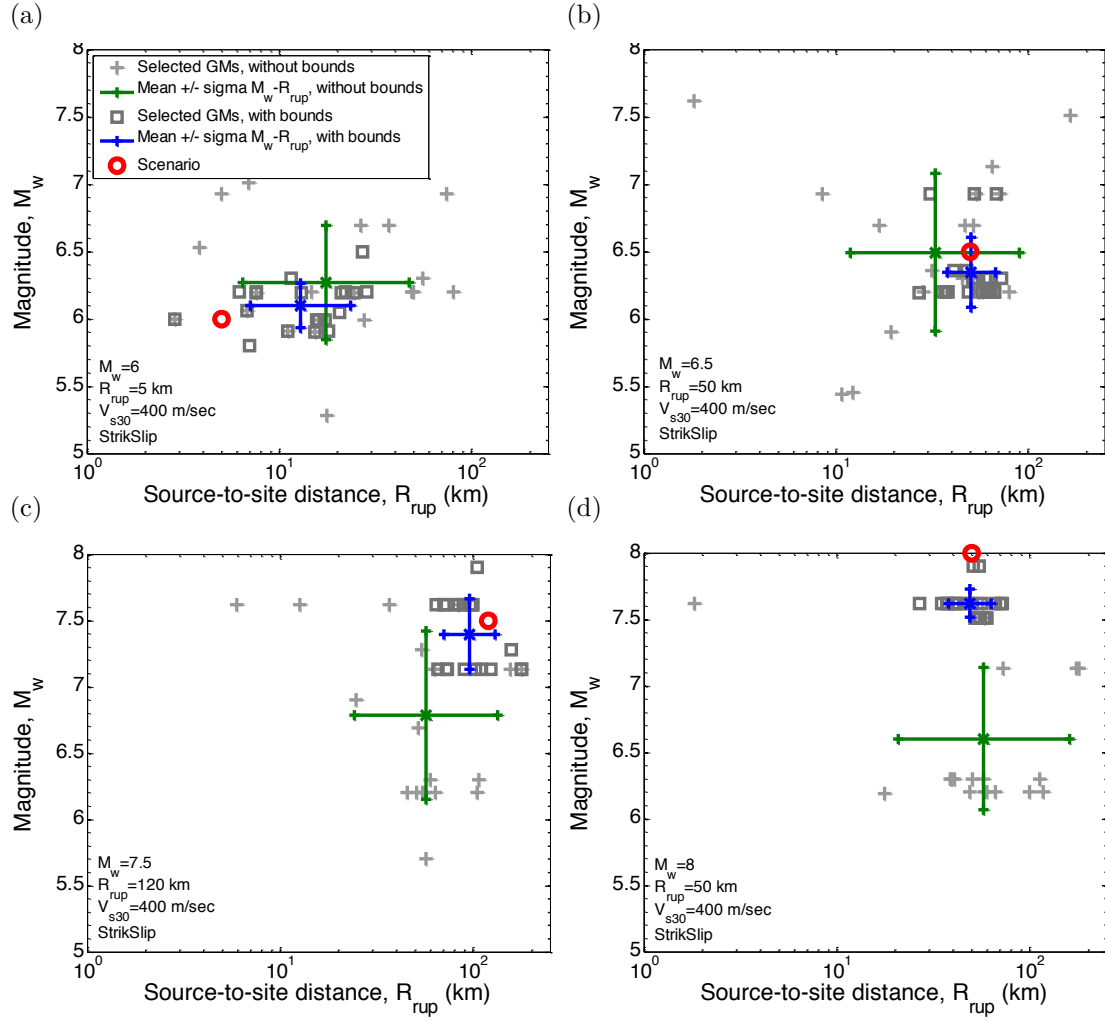 (a)
(b)
8
7.5
7
6.5
6
5.5
5
Magnitude, M_w
Selected GMs, without bounds
Mean +/- sigma M_w-R_rup, without bounds
Selected GMs, with bounds
Mean +/- sigma M_w-R_rup, with bounds
Scenario
M_w=6
R_rup=5 km
V_s30=400 m/sec
StrikSlip
10^0
10^1
10^2
Source-to-site distance, R_rup (km)
8
7.5
7
6.5
6
5.5
5
Magnitude, M_w
M_w=6.5
R_rup=50 km
V_s30=400 m/sec
StrikSlip
10^0
10^1
10^2
Source-to-site distance, R_rup (km)
(c)
(d)
8
7.5
7
6.5
6
5.5
5
Magnitude, M_w
M_w=7.5
R_rup=120 km
V_s30=400 m/sec
StrikSlip
10^0
10^1
10^2
Source-to-site distance, R_rup (km)
8
7.5
7
6.5
6
5.5
5
Magnitude, M_w
M_w=8
R_rup=50 km
V_s30=400 m/sec
StrikSlip
10^0
10^1
10^2
Source-to-site distance, R_rup (km)